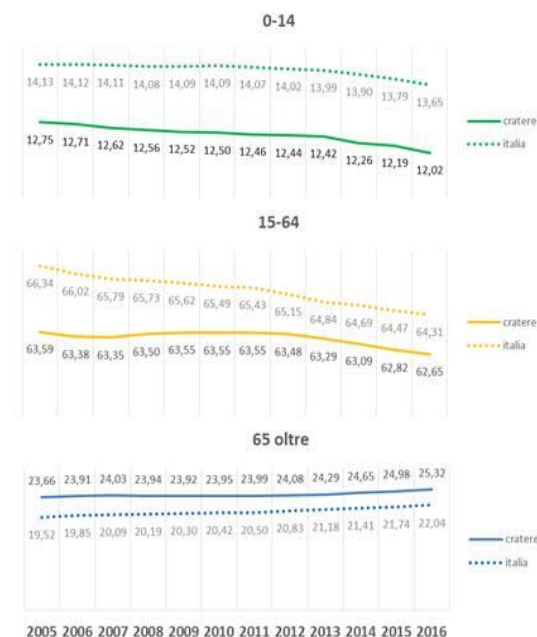 0-14
14,13 14,12 14,11 14,08 14,09 14,09 14,07 14,02 13,99 13,90 13,79 13,65
cratere
italia
12,75 12,71 12,62 12,56 12,52 12,50 12,46 12,44 12,42 12,26 12,19 12,02
15-64
66,34 66,02 65,79 65,73 65,62 65,49 65,43 65,15 64,84 64,69 64,47 64,31
cratere
italia
63,59 63,38 63,35 63,50 63,55 63,55 63,55 63,48 63,29 63,09 62,82 62,65
65 oltre
23,66 23,91 24,03 23,94 23,92 23,95 23,99 24,08 24,29 24,65 24,98 25,32
cratere
italia
19,52 19,85 20,09 20,19 20,30 20,42 20,50 20,83 21,18 21,41 21,74 22,04
2005 2006 2007 2008 2009 2010 2011 2012 2013 2014 2015 2016